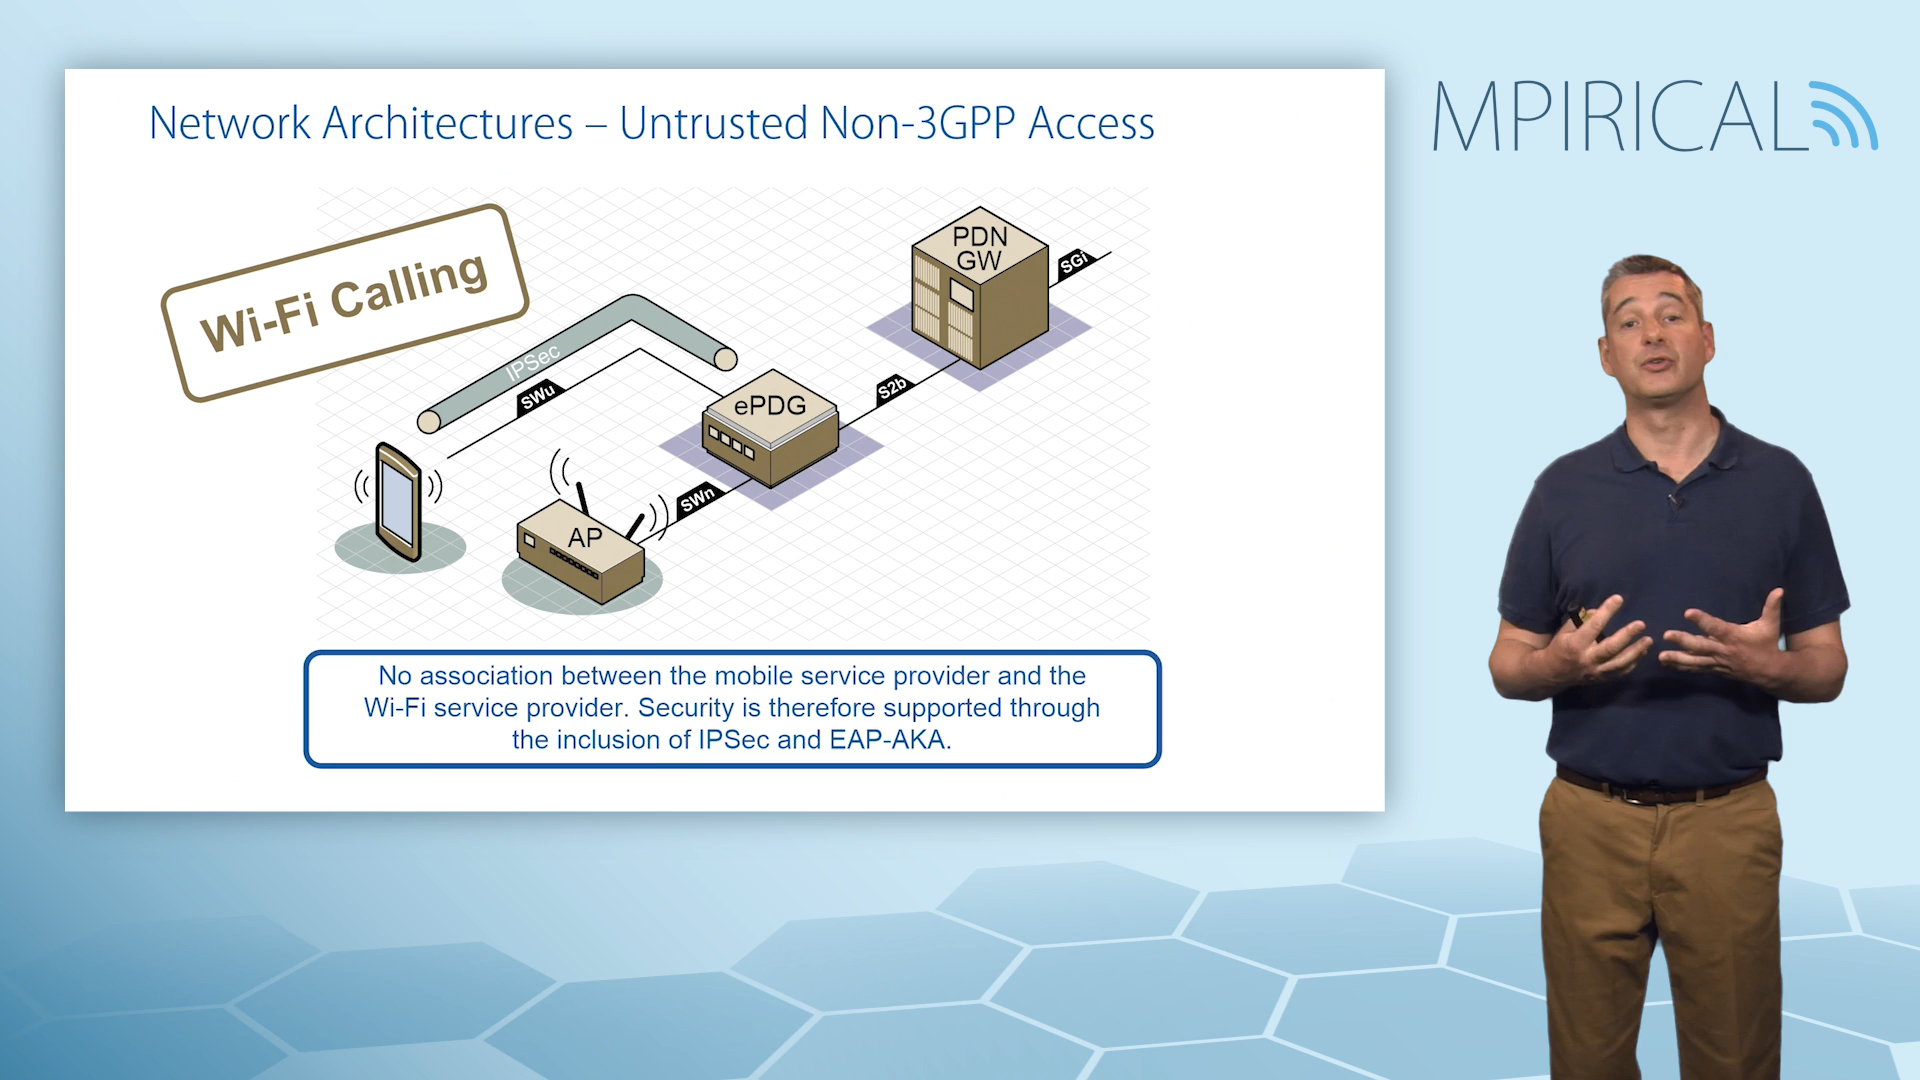 Network Architectures – Untrusted Non-3GPP Access
MPIRICAL
Wi-Fi Calling
PDN
GW
SGi
IPSec
SWu
S2b
ePDG
SWn
AP
No association between the mobile service provider and the
Wi-Fi service provider. Security is therefore supported through
the inclusion of IPSec and EAP-AKA.